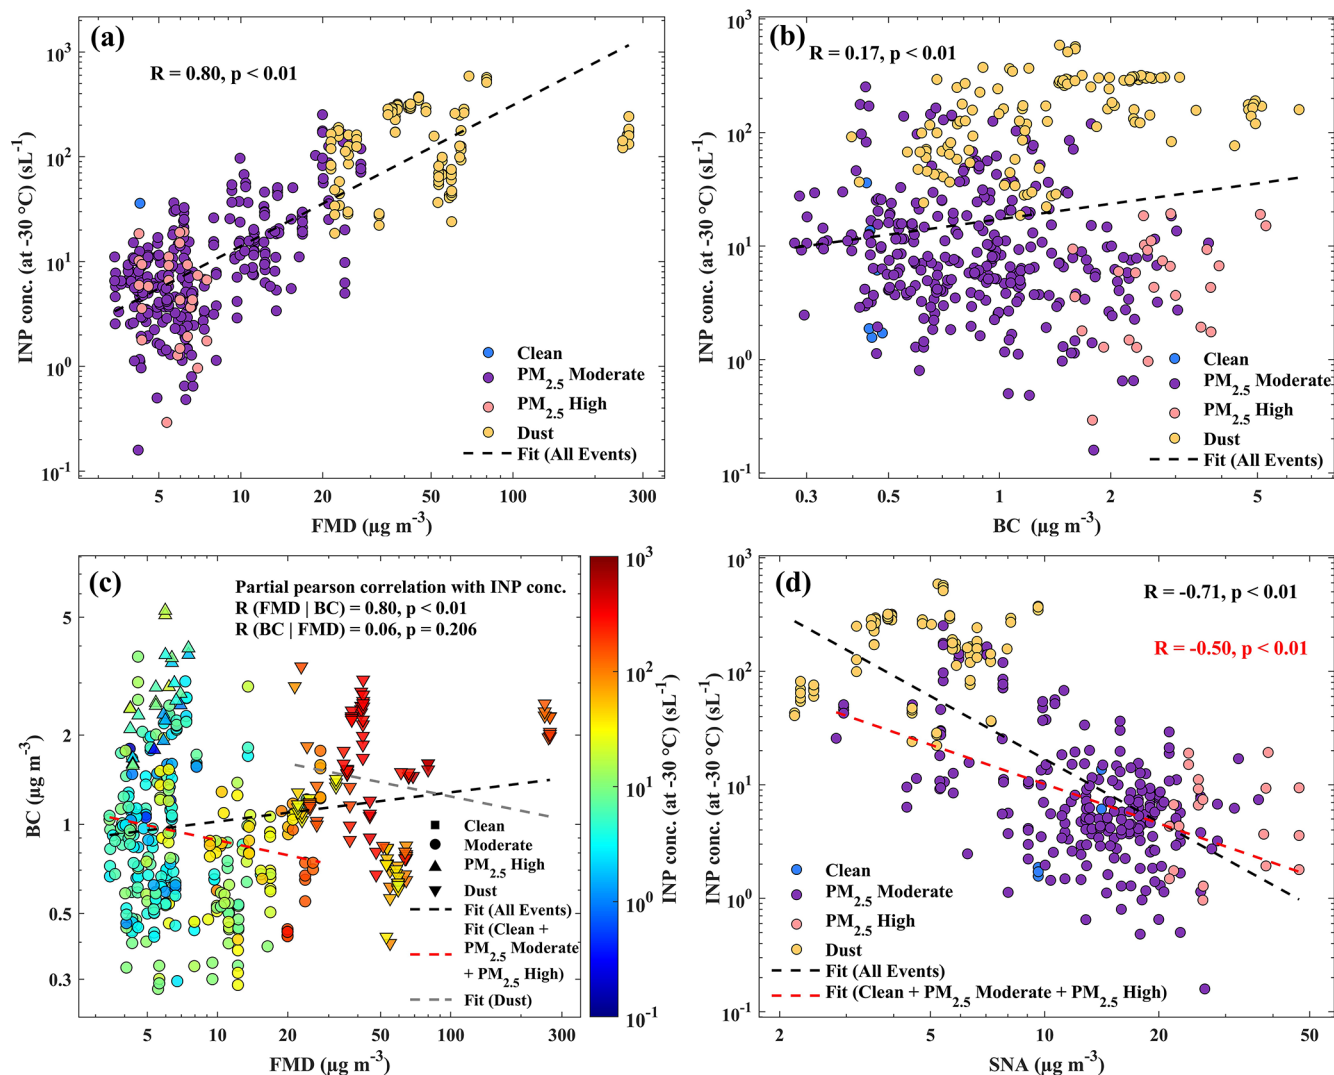 (a)
R = 0.80, p < 0.01
INP conc. (at -30 °C) (sL⁻¹)
10³
10²
10¹
10⁰
10⁻¹
Clean
PM₂.₅ Moderate
PM₂.₅ High
Dust
Fit (All Events)
5 10 20 50 100 300
FMD (µg m⁻³)
(b)
R = 0.17, p < 0.01
INP conc. (at -30 °C) (sL⁻¹)
10³
10²
10¹
10⁰
10⁻¹
Clean
PM₂.₅ Moderate
PM₂.₅ High
Dust
Fit (All Events)
0.3 0.5 1 2 5
BC (µg m⁻³)
(c)
Partial pearson correlation with INP conc.
R (FMD | BC) = 0.80, p < 0.01
R (BC | FMD) = 0.06, p = 0.206
BC (µg m⁻³)
5
2
1
0.5
0.3
Clean
Moderate
PM₂.₅ High
Dust
Fit (All Events)
Fit (Clean +
PM₂.₅ Moderate
+ PM₂.₅ High)
Fit (Dust)
5 10 20 50 100 300
FMD (µg m⁻³)
10³
10²
10¹
10⁰
10⁻¹
INP conc. (at -30 °C) (sL⁻¹)
(d)
R = -0.71, p < 0.01
R = -0.50, p < 0.01
INP conc. (at -30 °C) (sL⁻¹)
10³
10²
10¹
10⁰
10⁻¹
Clean
PM₂.₅ Moderate
PM₂.₅ High
Dust
Fit (All Events)
Fit (Clean + PM₂.₅ Moderate + PM₂.₅ High)
2 5 10 20 50
SNA (µg m⁻³)